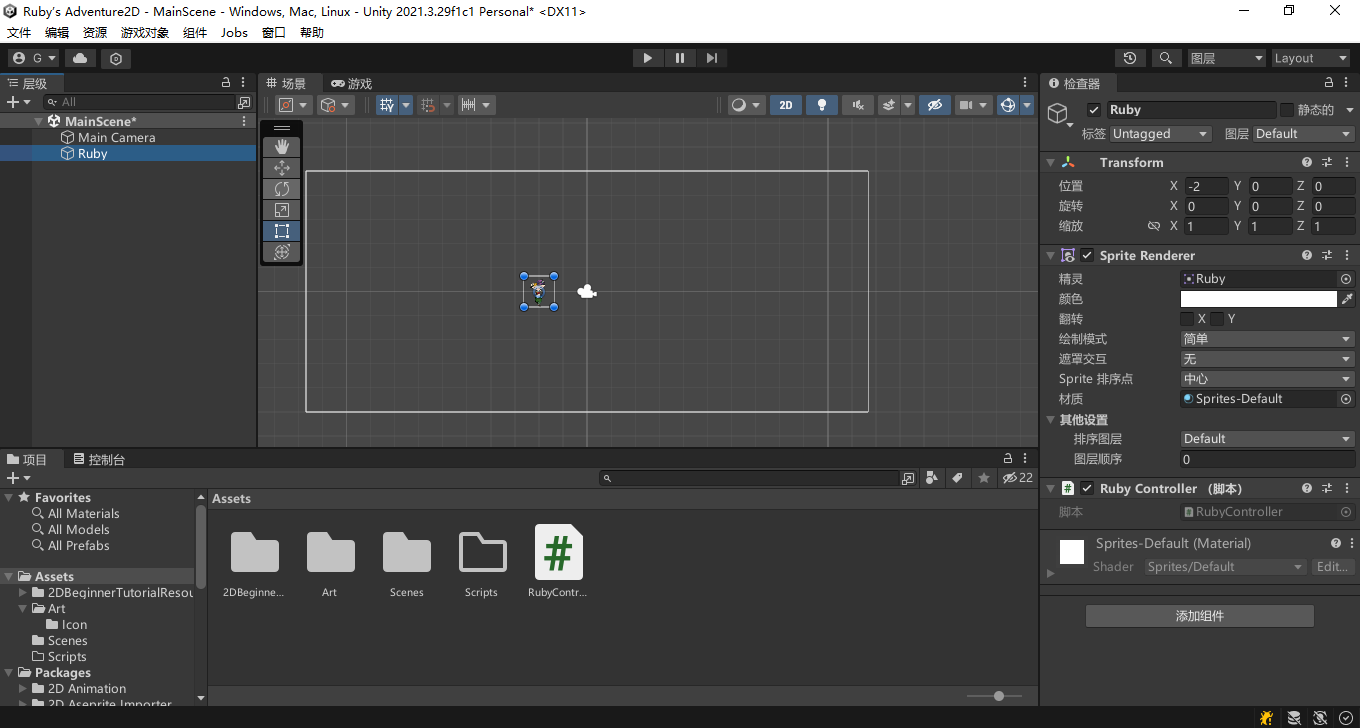 Ruby's Adventure2D - MainScene - Windows, Mac, Linux - Unity 2021.3.29f1c1 Personal* <DX11>
文件 编辑 资源 游戏对象 组件 Jobs 窗口 帮助
G 图层 Layout
层级
All
MainScene*
Main Camera
Ruby
场景 游戏
2D
检查器
Ruby 静态的
标签 Untagged 图层 Default
Transform
位置 X -2 Y 0 Z 0
旋转 X 0 Y 0 Z 0
缩放 X 1 Y 1 Z 1
Sprite Renderer
精灵 Ruby
颜色
翻转 X Y
绘制模式 简单
遮罩交互 无
Sprite 排序点 中心
材质 Sprites-Default
其他设置
排序图层 Default
图层顺序 0
Ruby Controller （脚本）
脚本 RubyController
Sprites-Default (Material)
Shader Sprites/Default Edit...
添加组件
项目 控制台
22
Favorites
All Materials
All Models
All Prefabs
Assets
2DBeginnerTutorialResou
Art
Icon
Scenes
Scripts
Packages
2D Animation
2D Aseprite Importer
Assets
2DBeginne... Art Scenes Scripts RubyContr...